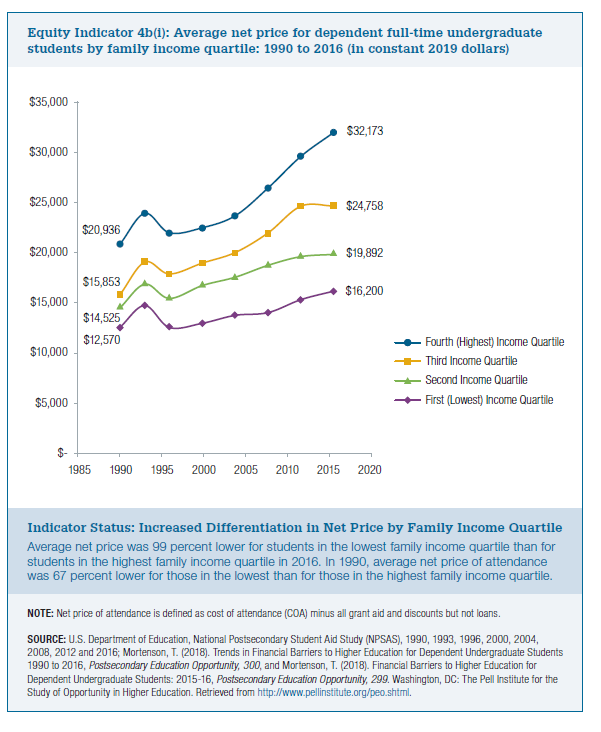 Equity Indicator 4b(i): Average net price for dependent full-time undergraduate
students by family income quartile: 1990 to 2016 (in constant 2019 dollars)
$35,000
$32,173
$30,000
$25,000
$24,758
$20,936
$20,000
$19,892
$15,853
$16,200
$15,000
$14,525
$12,570
$10,000
Fourth (Highest) Income Quartile
Third Income Quartile
Second Income Quartile
First (Lowest) Income Quartile
$5,000
$-
1985 1990 1995 2000 2005 2010 2015 2020
Indicator Status: Increased Differentiation in Net Price by Family Income Quartile
Average net price was 99 percent lower for students in the lowest family income quartile than for
students in the highest family income quartile in 2016. In 1990, average net price of attendance
was 67 percent lower for those in the lowest than for those in the highest family income quartile.
NOTE: Net price of attendance is defined as cost of attendance (COA) minus all grant aid and discounts but not loans.
SOURCE: U.S. Department of Education, National Postsecondary Student Aid Study (NPSAS), 1990, 1993, 1996, 2000, 2004,
2008, 2012 and 2016; Mortenson, T. (2018). Trends in Financial Barriers to Higher Education for Dependent Undergraduate Students
1990 to 2016, Postsecondary Education Opportunity, 300, and Mortenson, T. (2018). Financial Barriers to Higher Education for
Dependent Undergraduate Students: 2015-16, Postsecondary Education Opportunity, 299. Washington, DC: The Pell Institute for the
Study of Opportunity in Higher Education. Retrieved from http://www.pellinstitute.org/peo.shtml.